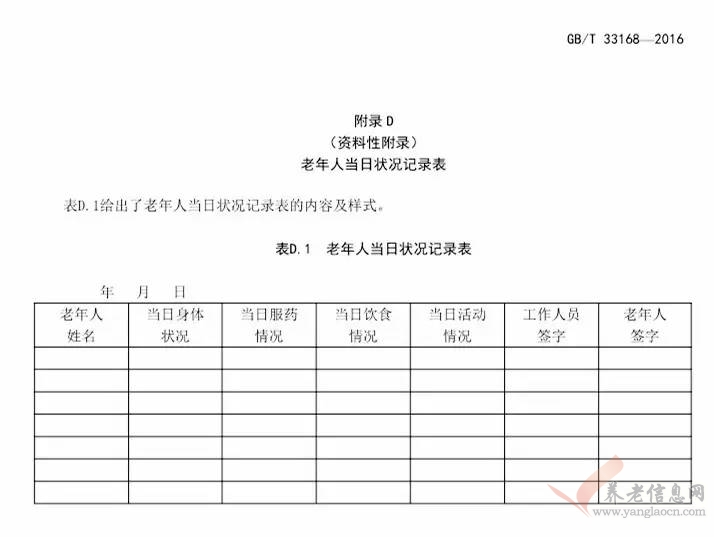 GB/T 33168—2016
附录 D
（资料性附录）
老年人当日状况记录表
表D.1给出了老年人当日状况记录表的内容及样式。
表D.1 老年人当日状况记录表
年 月 日
老年人 当日身体 当日服药 当日饮食 当日活动 工作人员 老年人
姓名 状况 情况 情况 情况 签字 签字
养老信息网
www.yanglaocn.com